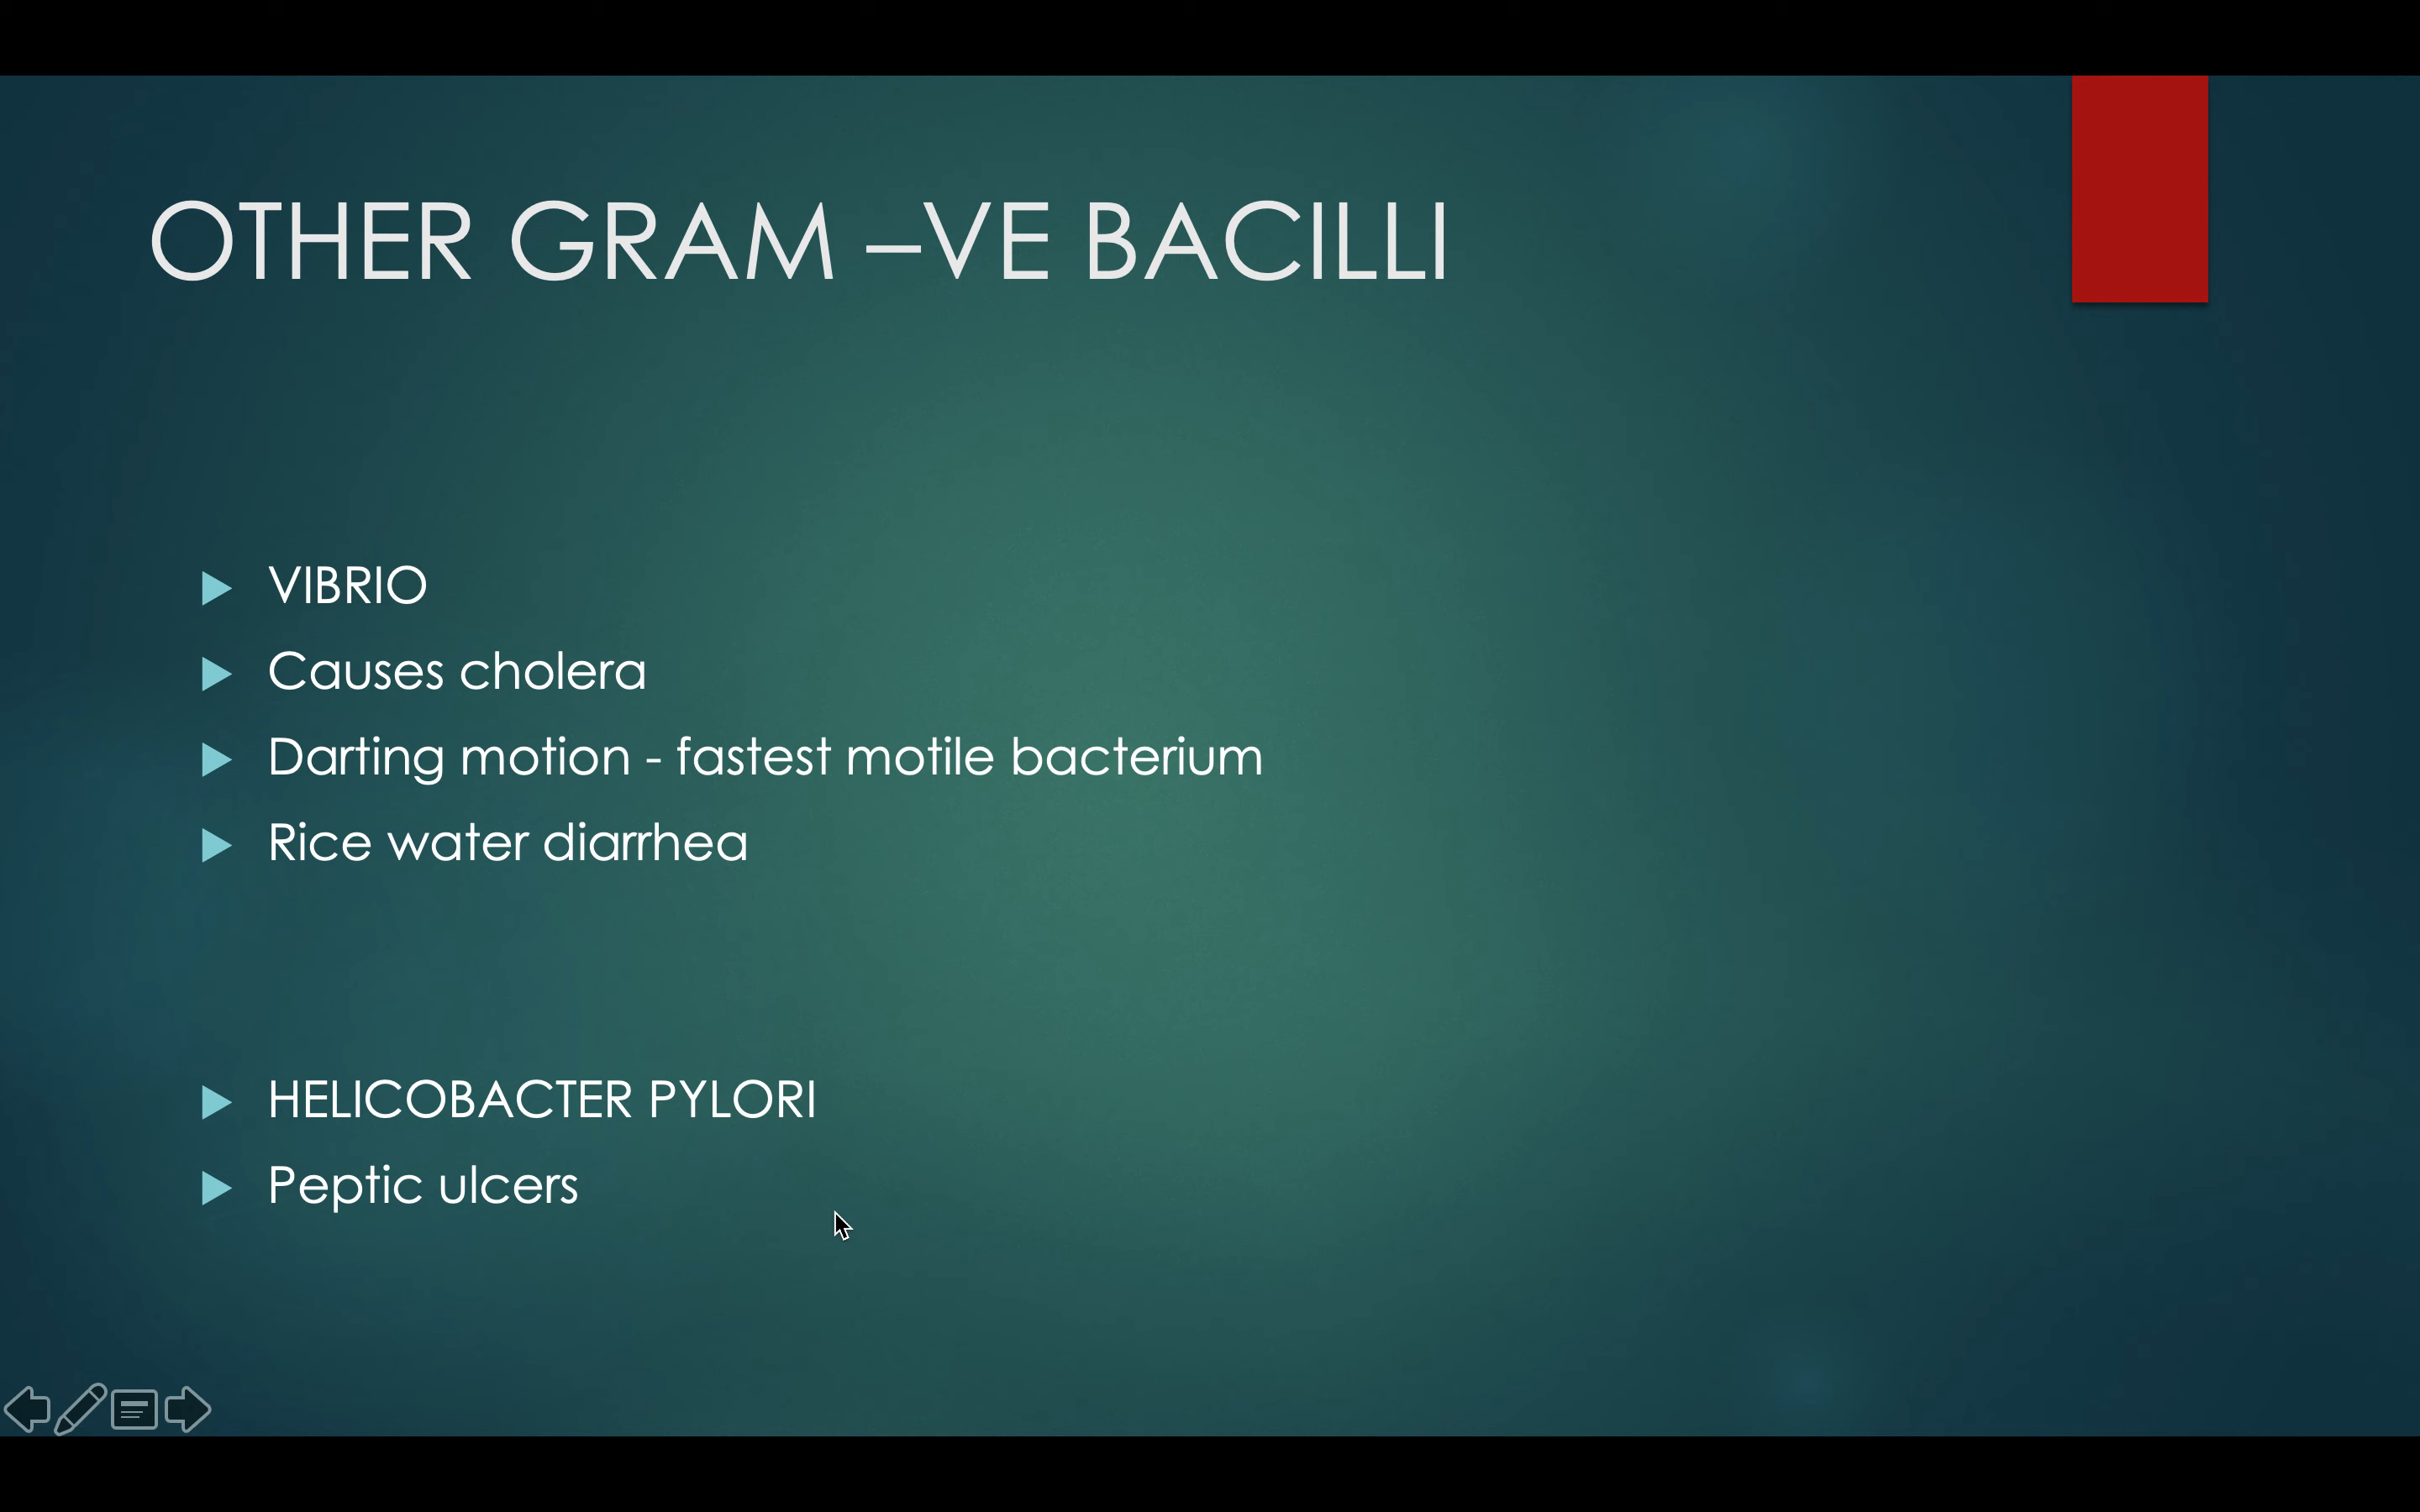 OTHER GRAM –VE BACILLI
VIBRIO
Causes cholera
Darting motion - fastest motile bacterium
Rice water diarrhea
HELICOBACTER PYLORI
Peptic ulcers